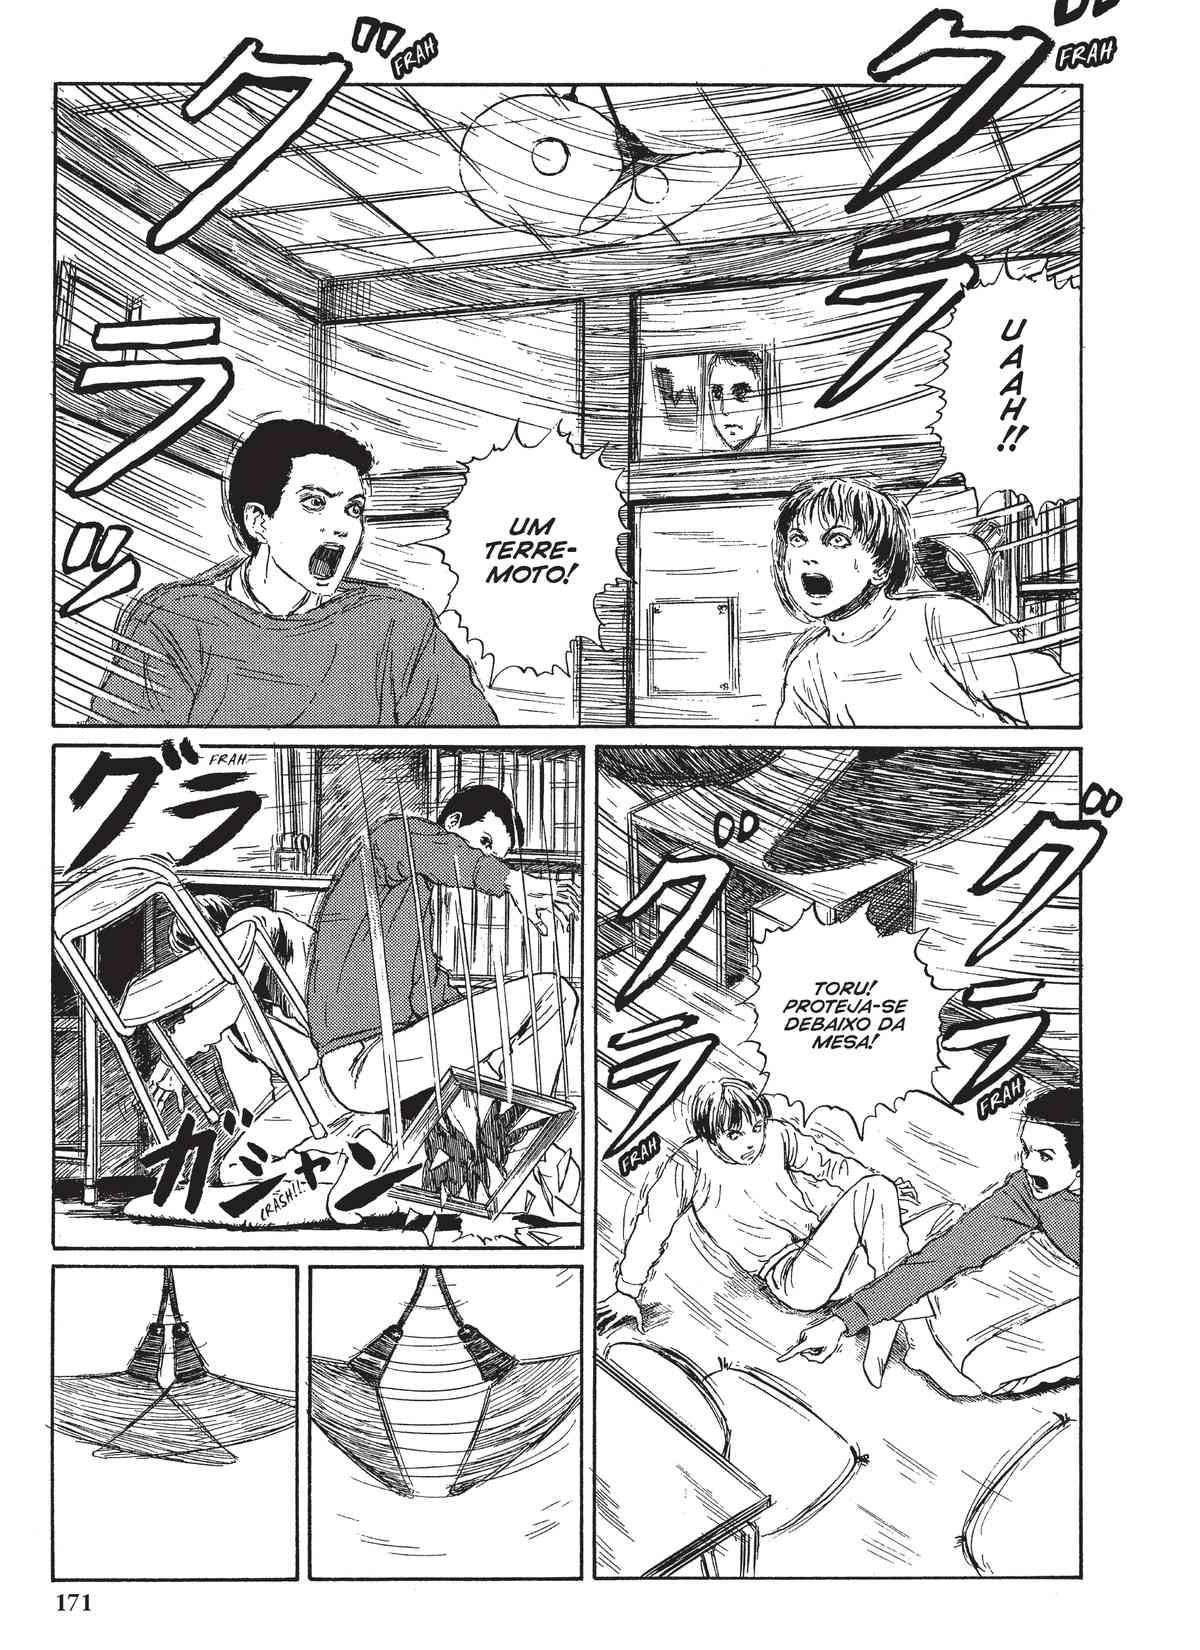 グラ
FRAH
UAAH!!
グラッ
FRAH
UM
TERRE-
MOTO!
グラ
FRAH
グラ
FRAH
TORU!
PROTEJA-SE
DEBAIXO DA
MESA!
グラ
FRAH
ガシャン
CRASH!!
171